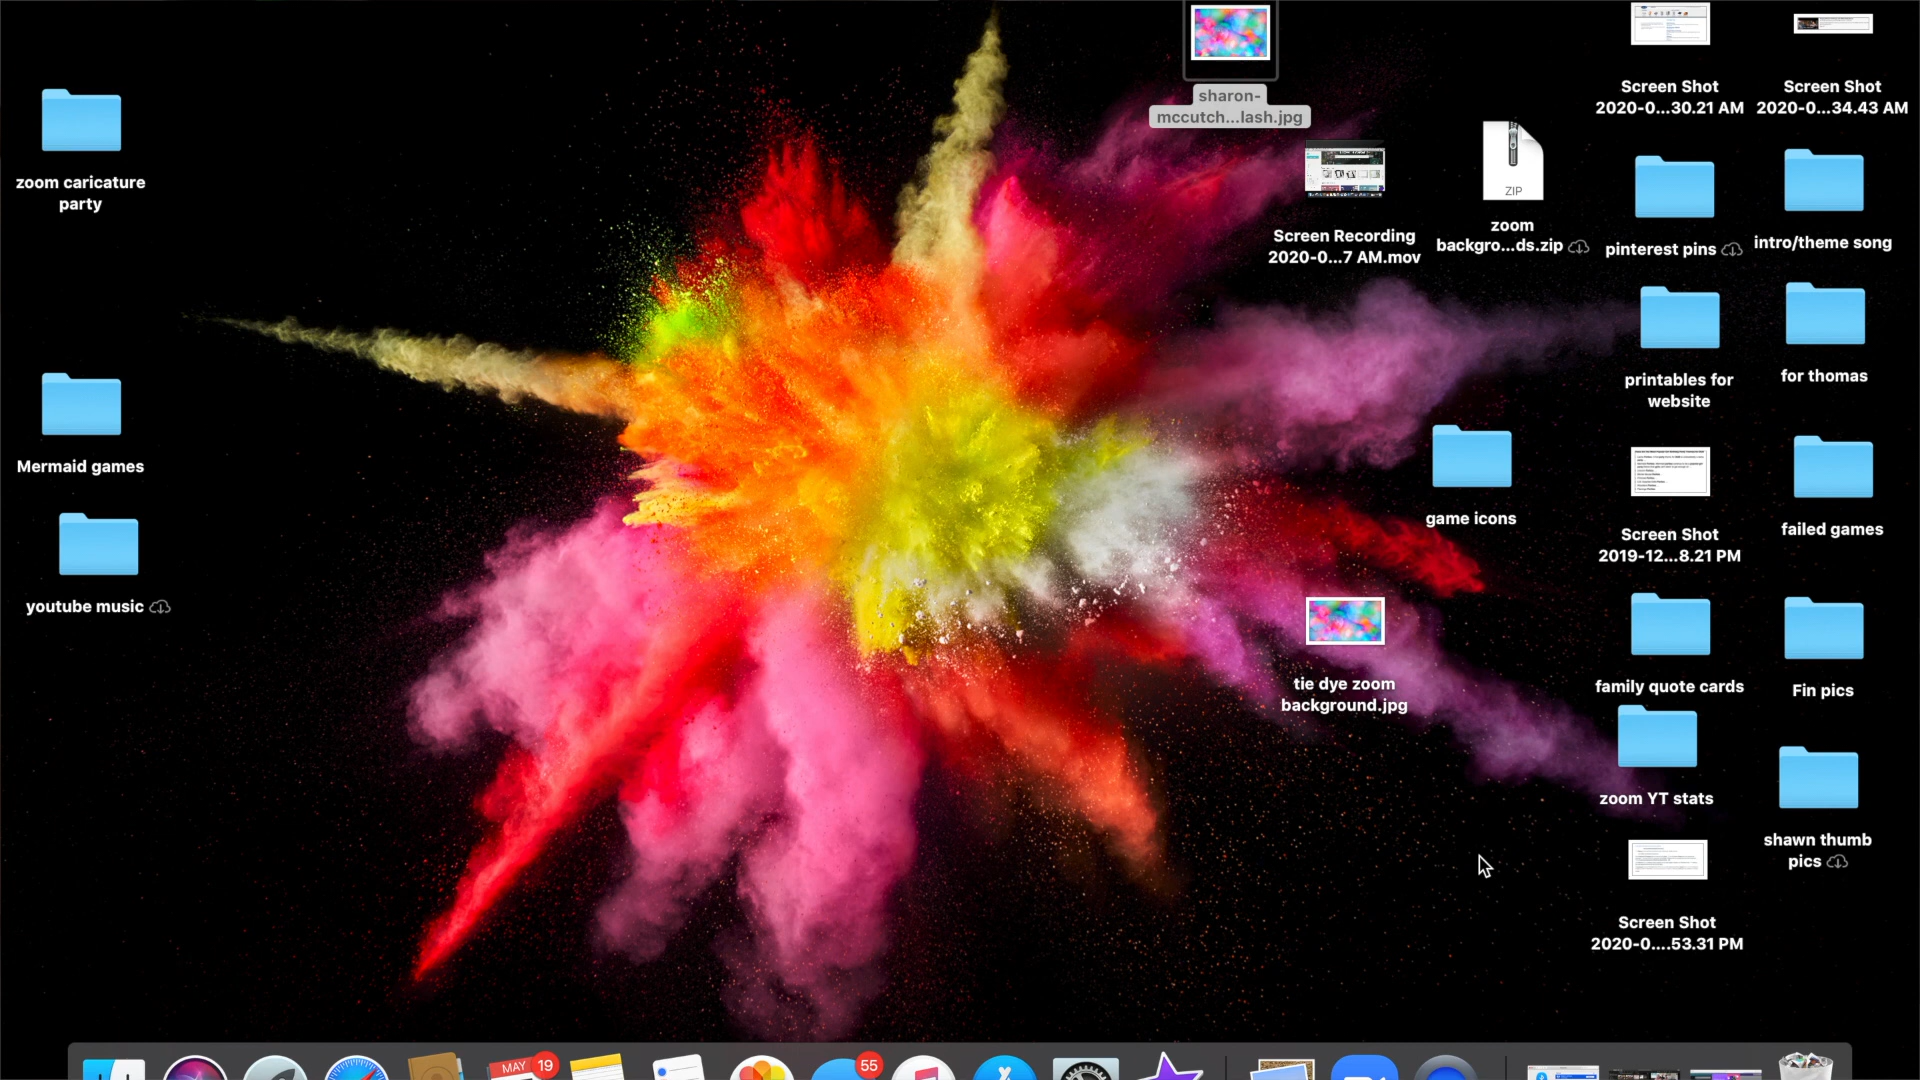 sharon-
mccutch...lash.jpg
Screen Shot
2020-0...30.21 AM
Screen Shot
2020-0...34.43 AM
zoom caricature
party
Screen Recording
2020-0...7 AM.mov
ZIP
zoom
backgro...ds.zip
pinterest pins
intro/theme song
printables for
website
for thomas
Mermaid games
game icons
Screen Shot
2019-12...8.21 PM
failed games
youtube music
tie dye zoom
background.jpg
family quote cards
Fin pics
zoom YT stats
shawn thumb
pics
Screen Shot
2020-0....53.31 PM
MAY
19
55